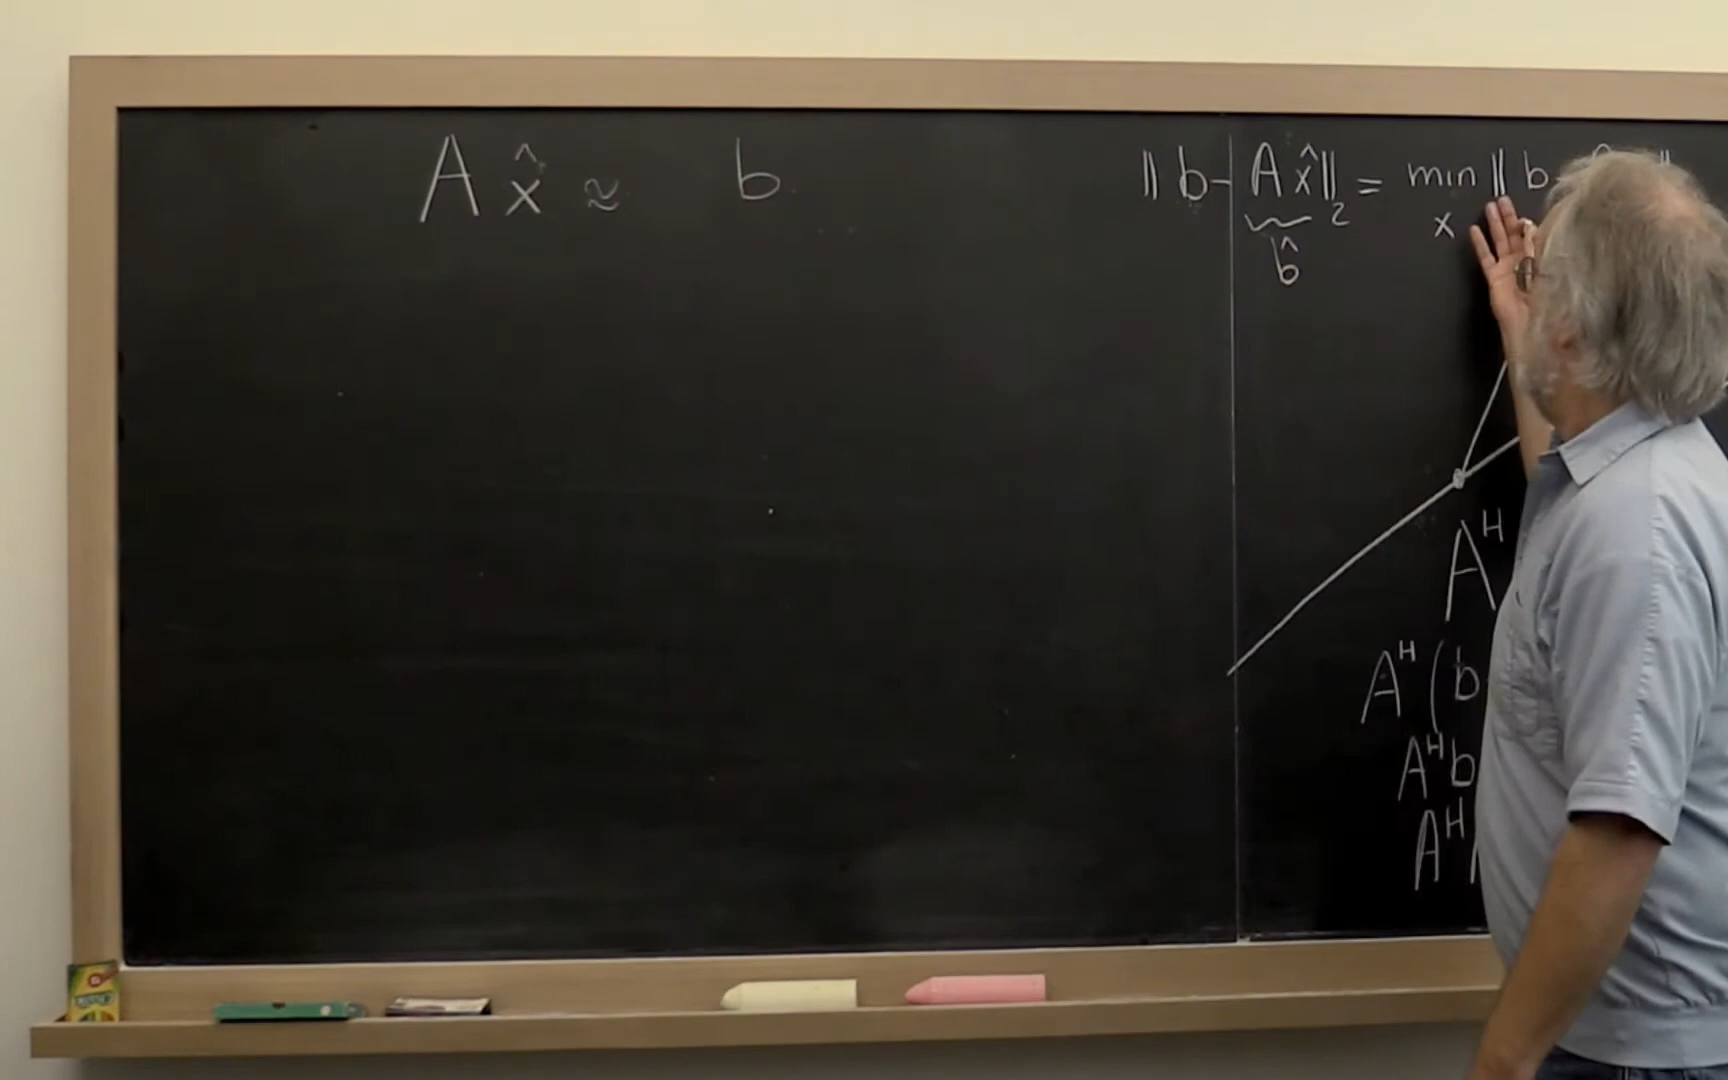 A x̂ ≈ b
‖ b - A x̂ ‖₂ = min ‖ b
x
b̂
Aᴴ
Aᴴ ( b
Aᴴ b
Aᴴ